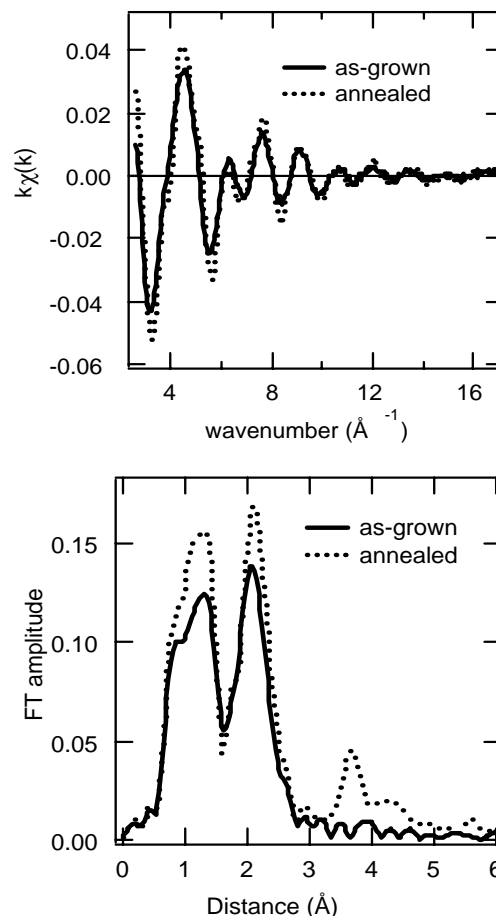 0.04
0.02
0.00
-0.02
-0.04
-0.06
kχ(k)
as-grown
annealed
4
8
12
16
wavenumber (Å ⁻¹)
0.15
0.10
0.05
0.00
FT amplitude
as-grown
annealed
0
1
2
3
4
5
6
Distance (Å)